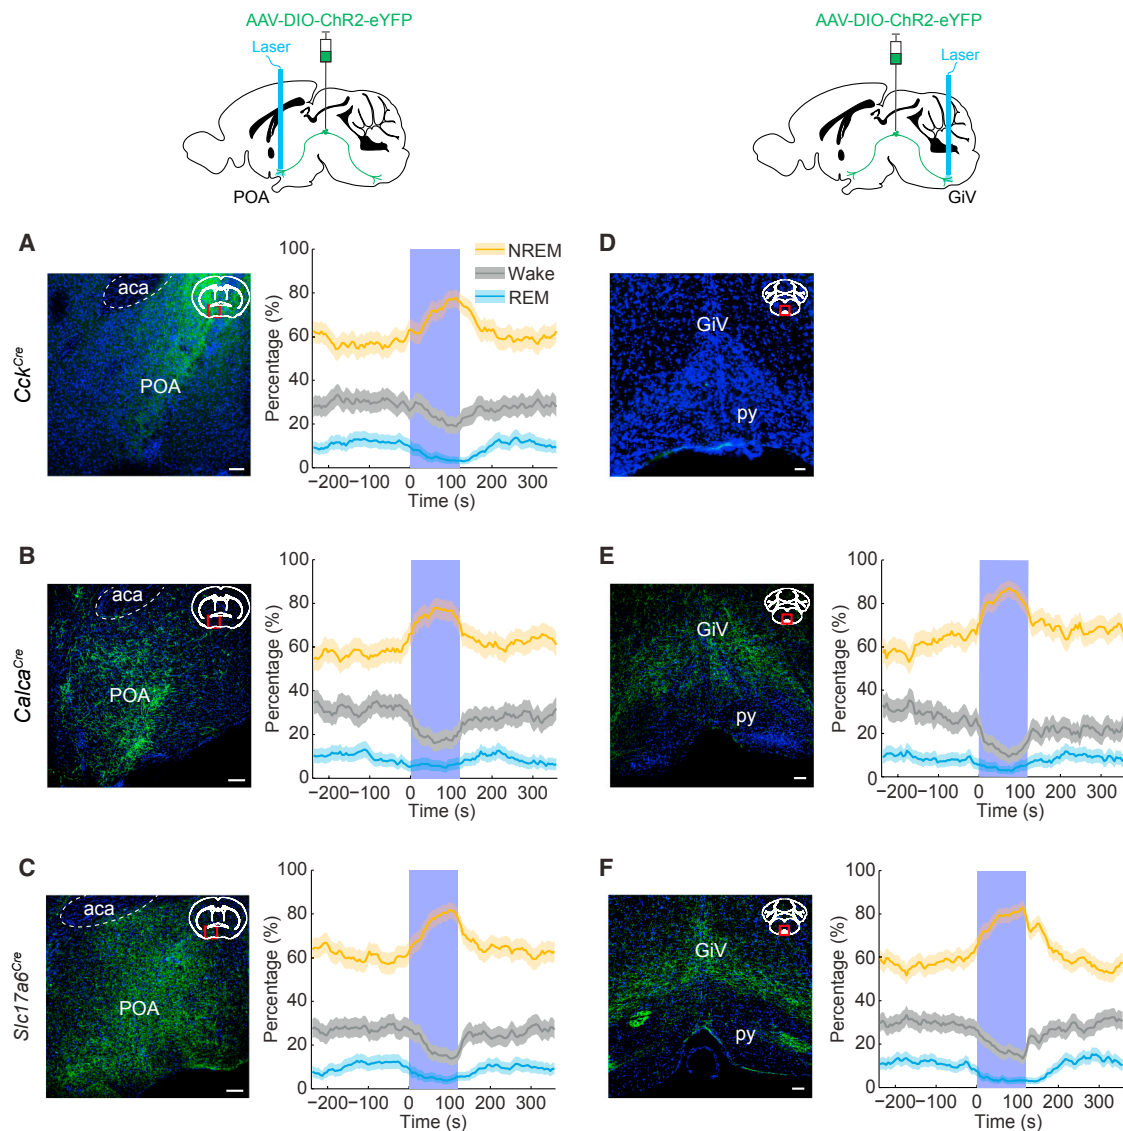 AAV-DIO-ChR2-eYFP
Laser
POA
AAV-DIO-ChR2-eYFP
Laser
GiV
A
Cck^Cre
aca
POA
Percentage (%)
100
80
60
40
20
0
−200 −100 0 100 200 300
Time (s)
NREM
Wake
REM
D
GiV
py
B
Calca^Cre
aca
POA
Percentage (%)
100
80
60
40
20
0
−200 −100 0 100 200 300
Time (s)
E
GiV
py
Percentage (%)
100
80
60
40
20
0
−200 −100 0 100 200 300
Time (s)
C
Slc17a6^Cre
aca
POA
Percentage (%)
100
80
60
40
20
0
−200 −100 0 100 200 300
Time (s)
F
GiV
py
Percentage (%)
100
80
60
40
20
0
−200 −100 0 100 200 300
Time (s)